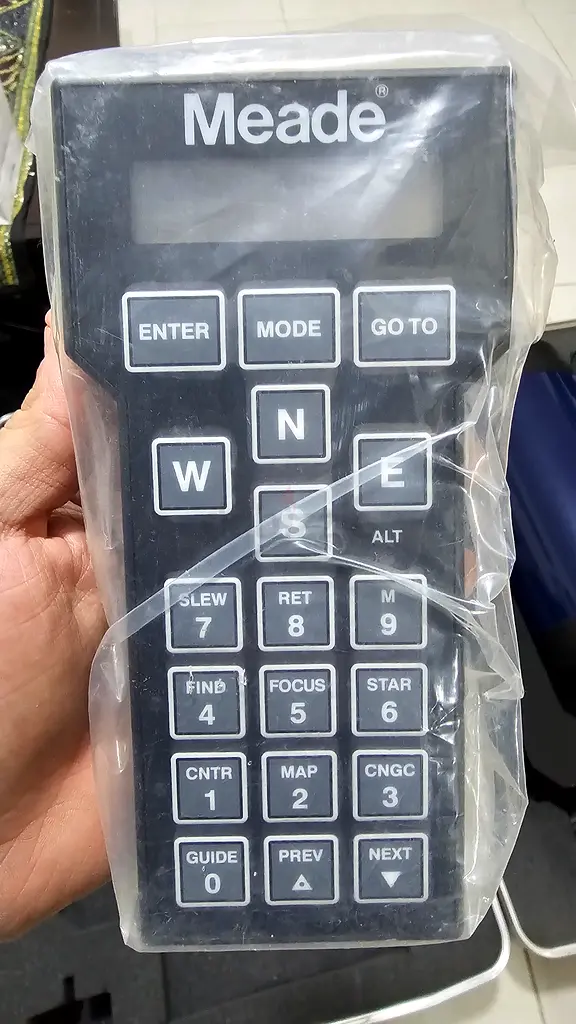 Meade®
ENTER MODE GO TO
N
W E
S
ALT
SLEW RET M
7 8 9
FIND FOCUS STAR
4 5 6
CNTR MAP CNGC
1 2 3
GUIDE PREV NEXT
0